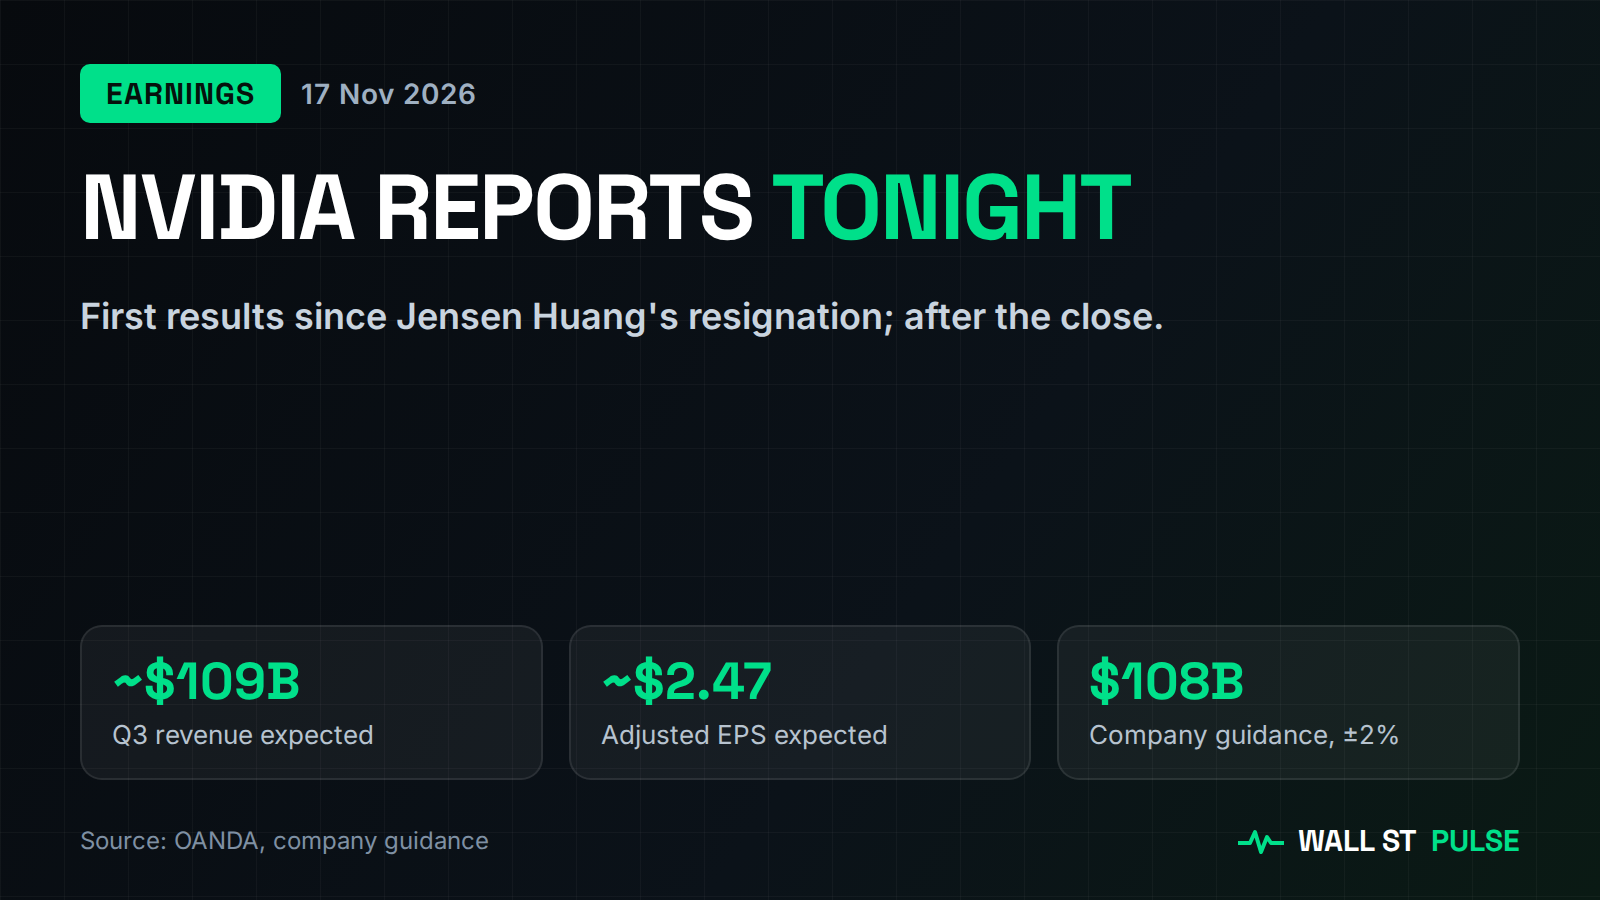 EARNINGS 17 Nov 2026
NVIDIA REPORTS TONIGHT
First results since Jensen Huang's resignation; after the close.
~$109B
Q3 revenue expected
~$2.47
Adjusted EPS expected
$108B
Company guidance, ±2%
Source: OANDA, company guidance
WALL ST PULSE